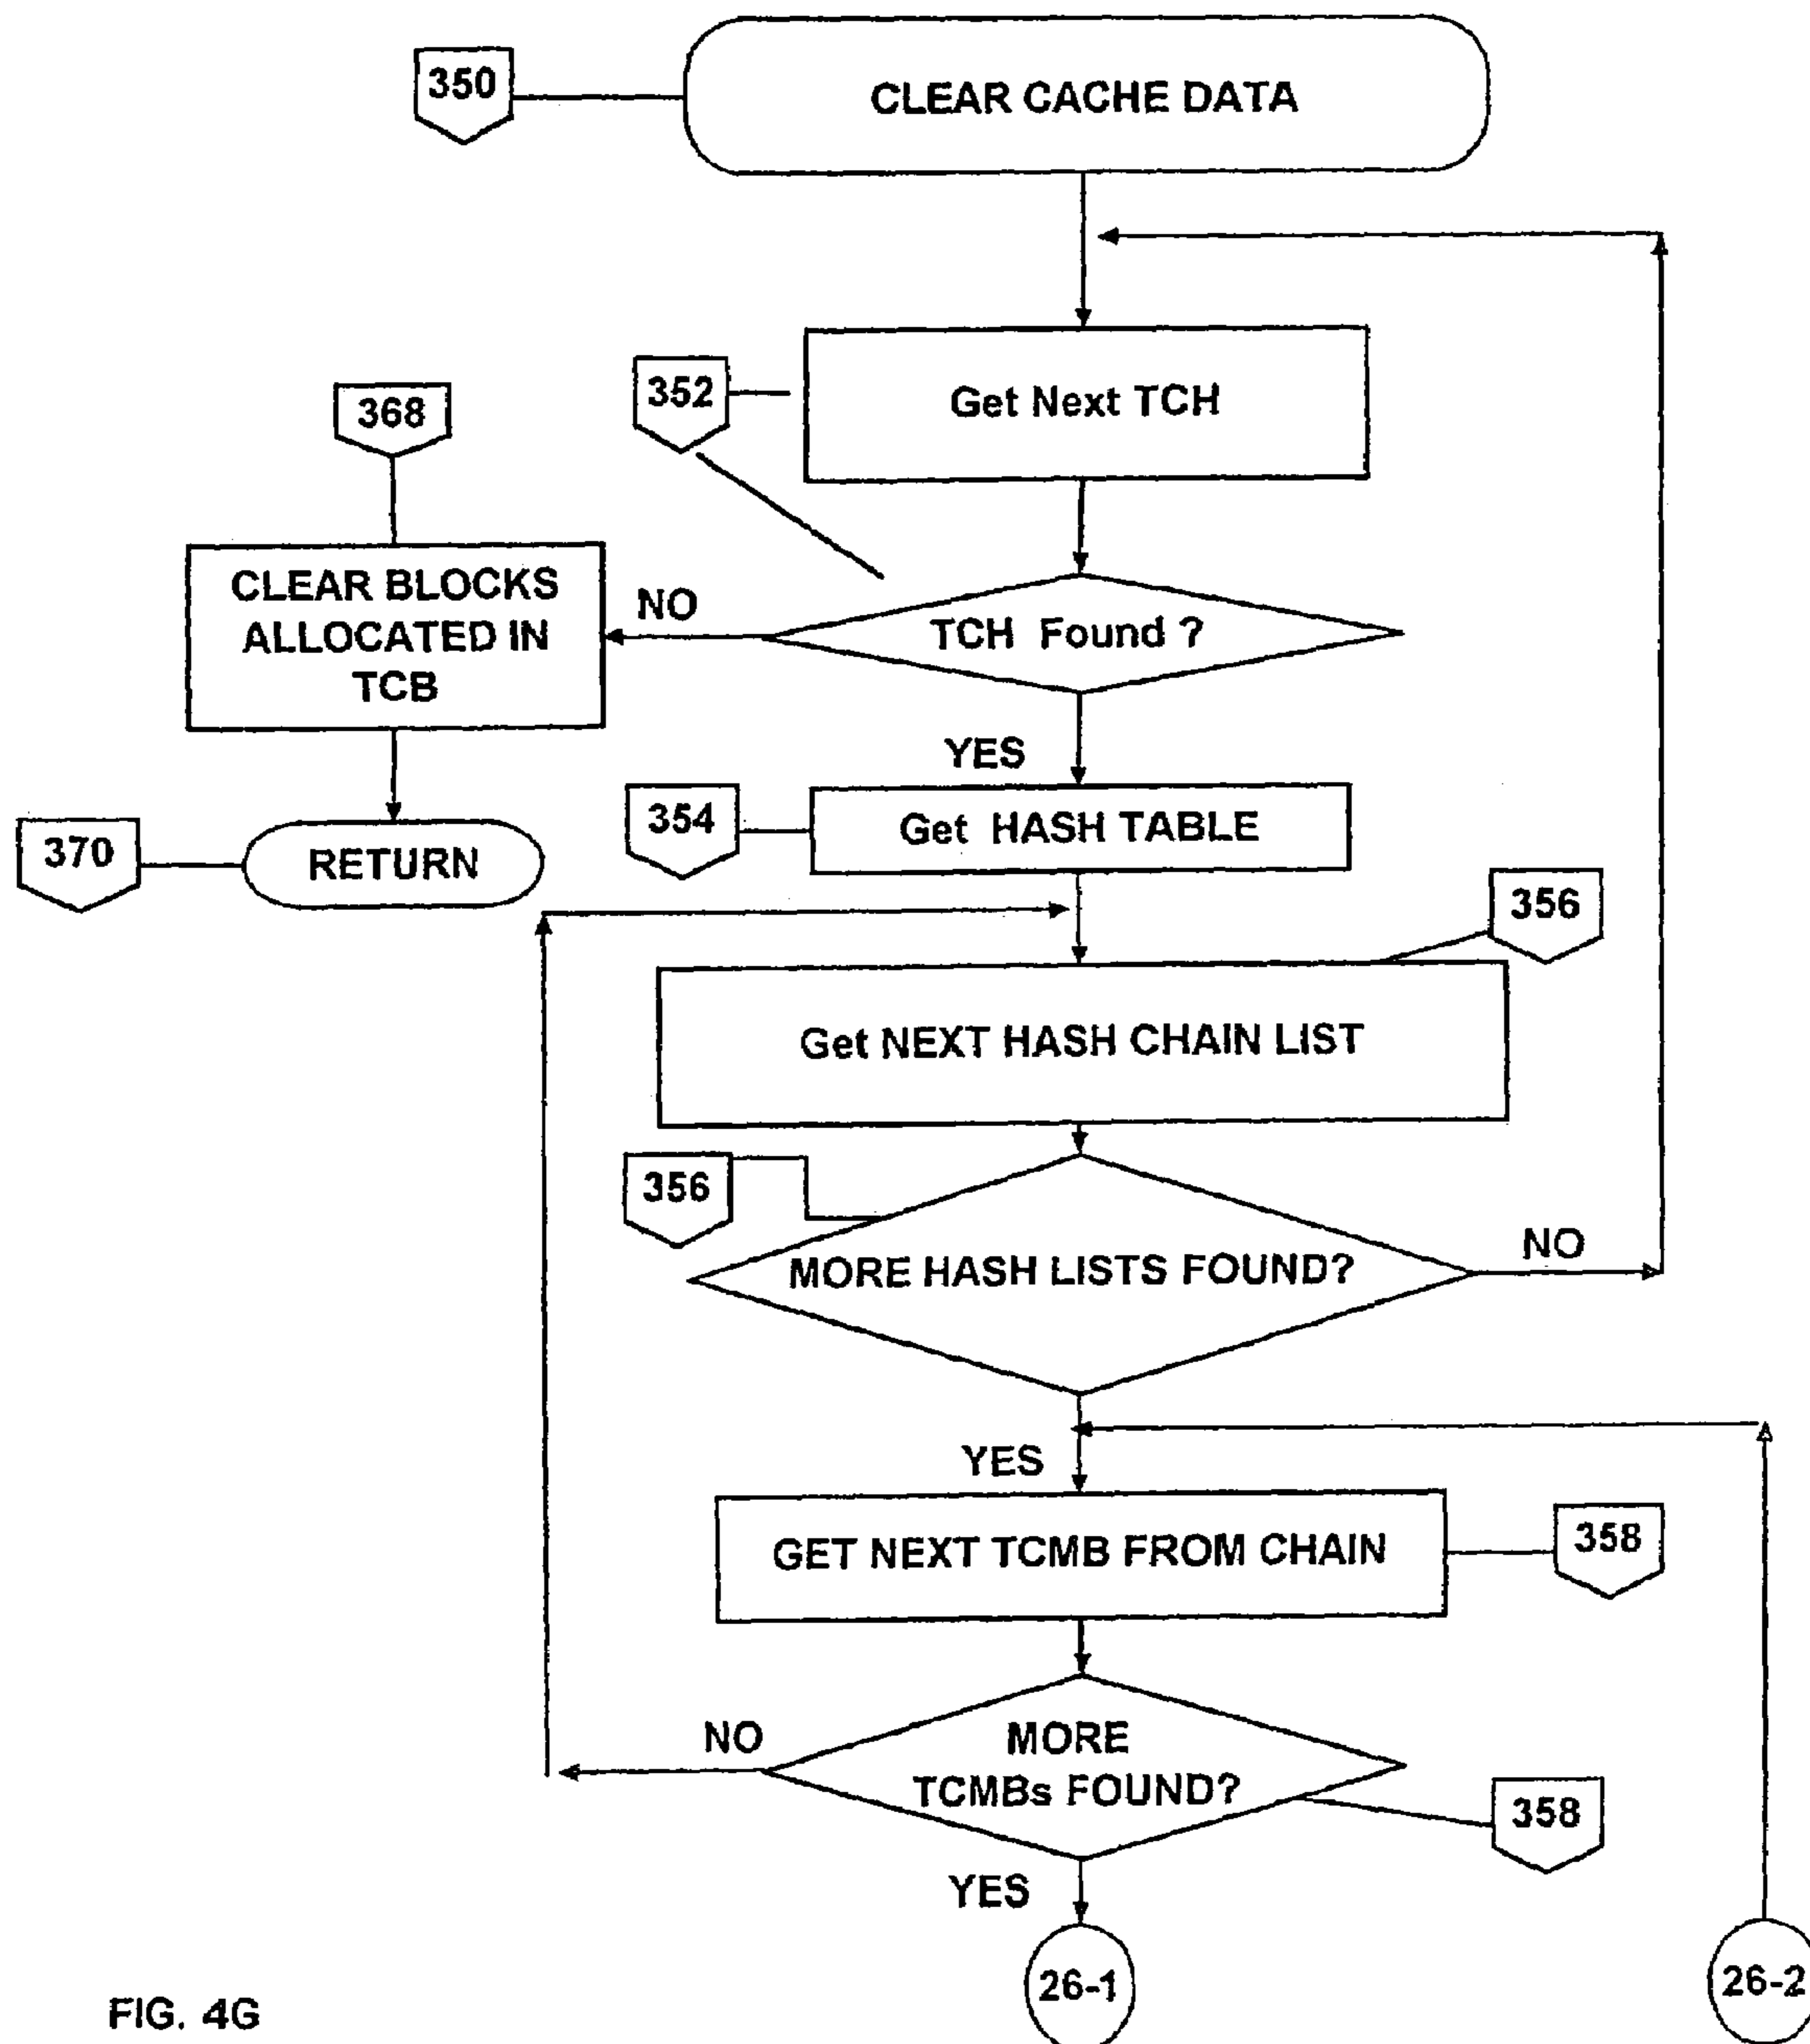 350
CLEAR CACHE DATA
352
Get Next TCH
368
CLEAR BLOCKS
ALLOCATED IN
TCB
NO
TCH Found ?
YES
354
Get HASH TABLE
370
RETURN
356
Get NEXT HASH CHAIN LIST
356
MORE HASH LISTS FOUND?
NO
YES
GET NEXT TCMB FROM CHAIN
358
NO
MORE
TCMBs FOUND?
358
YES
26-1
26-2
FIG. 4G